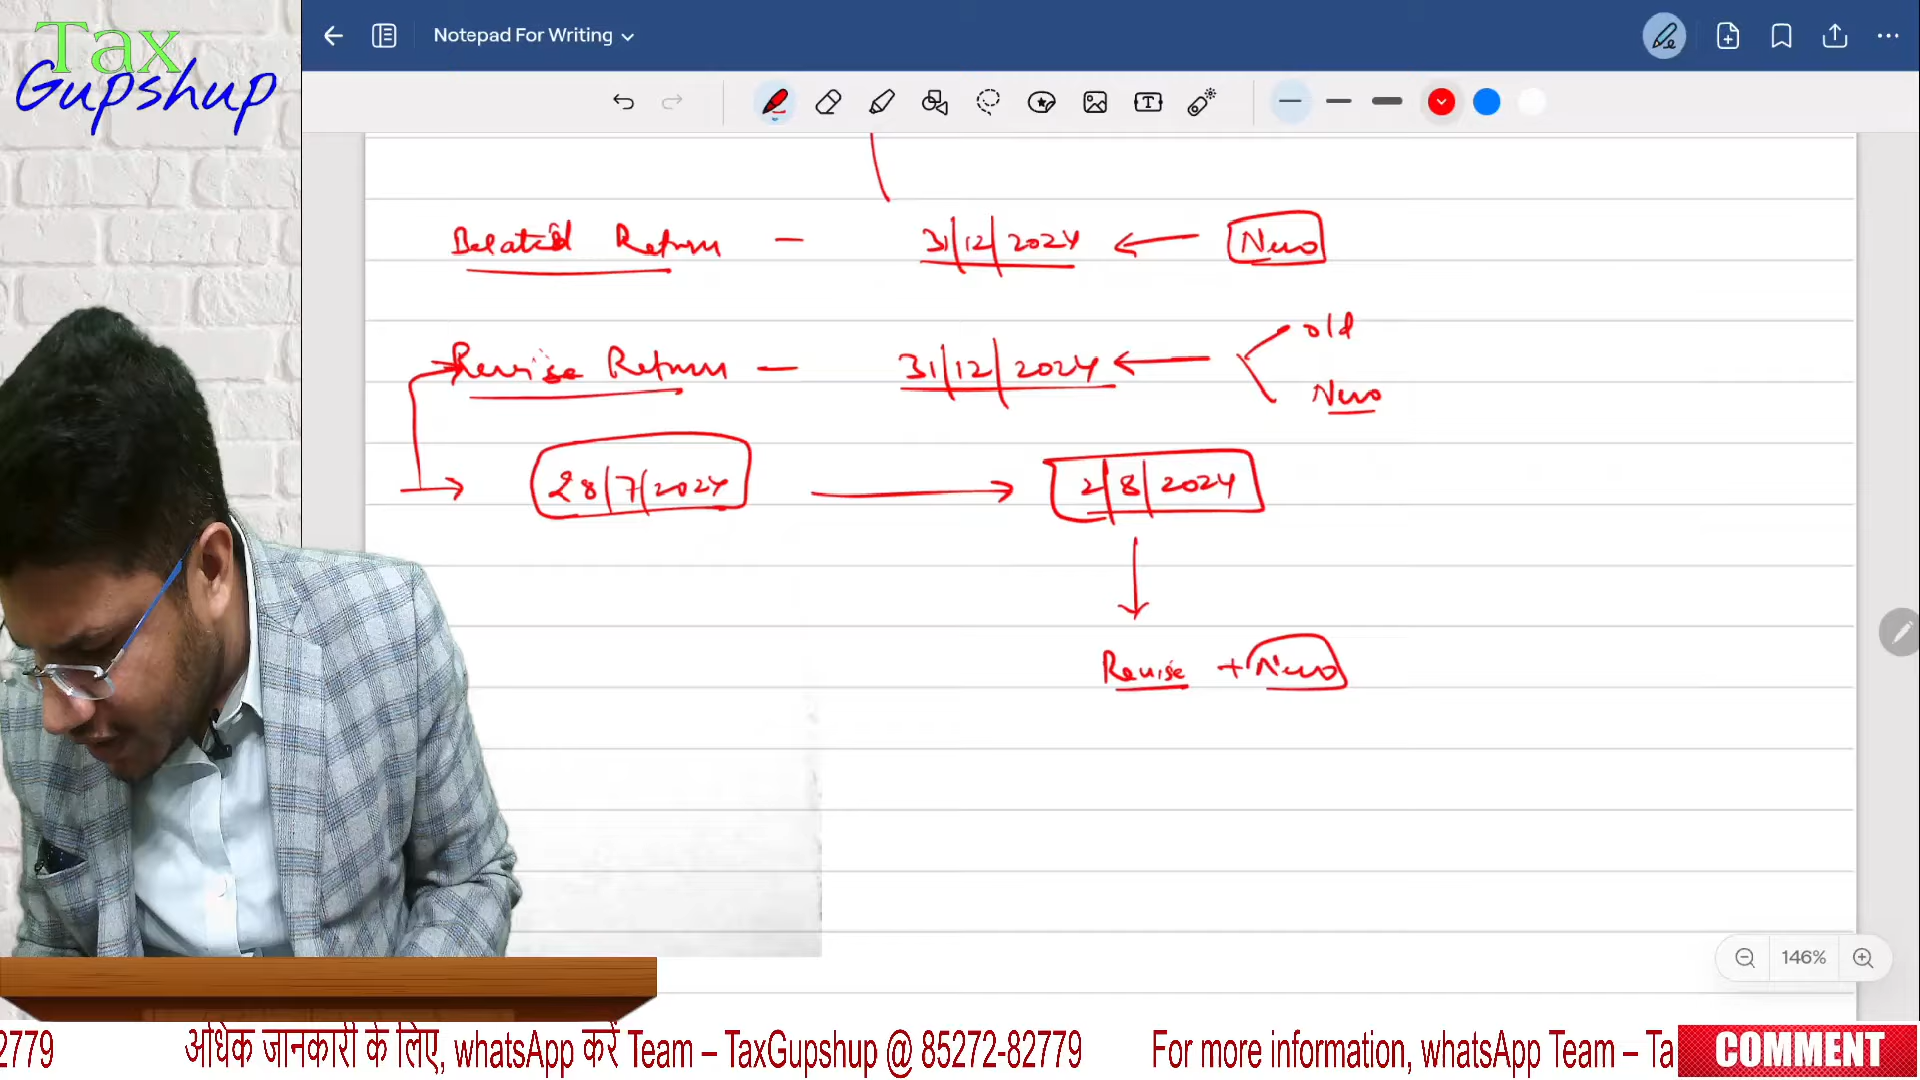 Tax
Gupshup
Notepad For Writing
Belated Return – 31/12/2024 ← New
Revise Return – 31/12/2024 ← old
New
→ 28/7/2024 → 2/8/2024
Revise + New
146%
2779 अधिक जानकारी के लिए, whatsApp करें Team – TaxGupshup @ 85272-82779 For more information, whatsApp Team – Ta
COMMENT